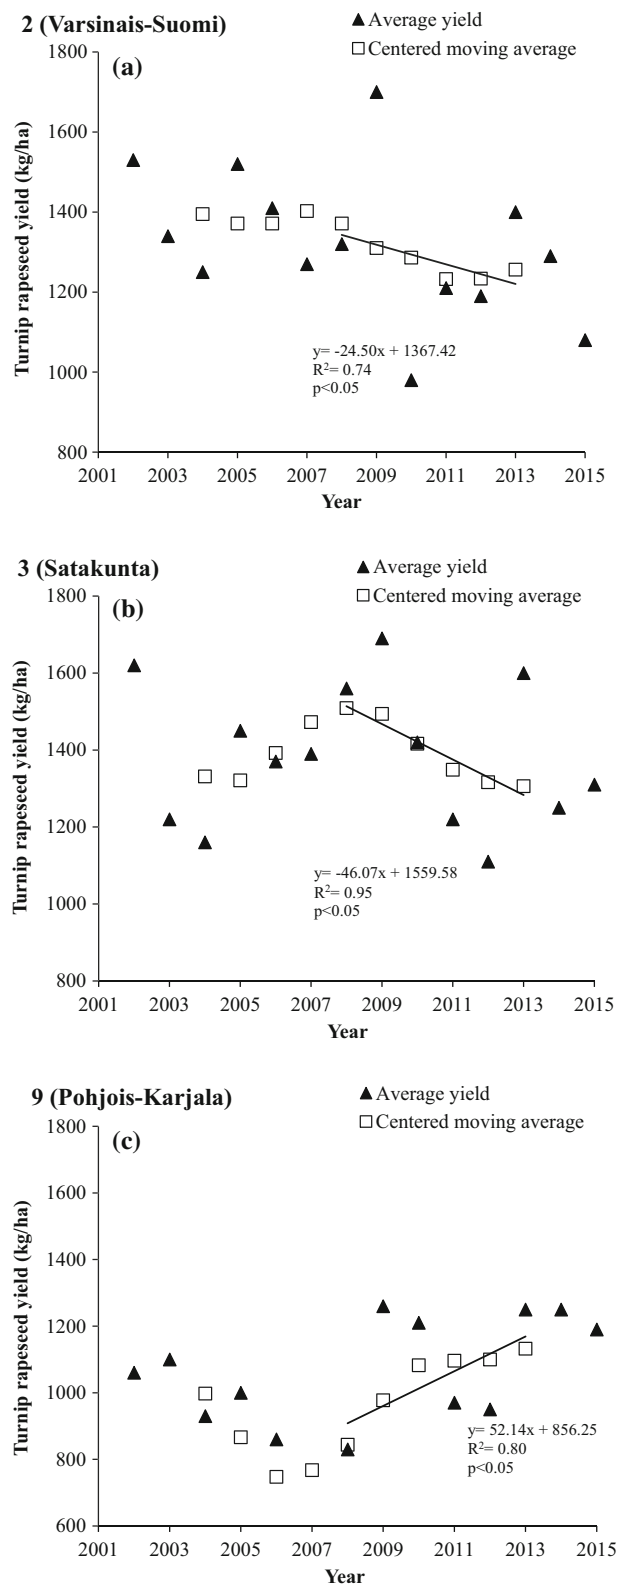 2 (Varsinais-Suomi)
▲ Average yield
□ Centered moving average
(a)
1800
1600
1400
1200
1000
800
Turnip rapeseed yield (kg/ha)
y= -24.50x + 1367.42
R²= 0.74
p<0.05
2001 2003 2005 2007 2009 2011 2013 2015
Year
3 (Satakunta)
▲ Average yield
□ Centered moving average
(b)
1800
1600
1400
1200
1000
800
Turnip rapeseed yield (kg/ha)
y= -46.07x + 1559.58
R²= 0.95
p<0.05
2001 2003 2005 2007 2009 2011 2013 2015
Year
9 (Pohjois-Karjala)
▲ Average yield
□ Centered moving average
(c)
1800
1600
1400
1200
1000
800
600
Turnip rapeseed yield (kg/ha)
y= 52.14x + 856.25
R²= 0.80
p<0.05
2001 2003 2005 2007 2009 2011 2013 2015
Year